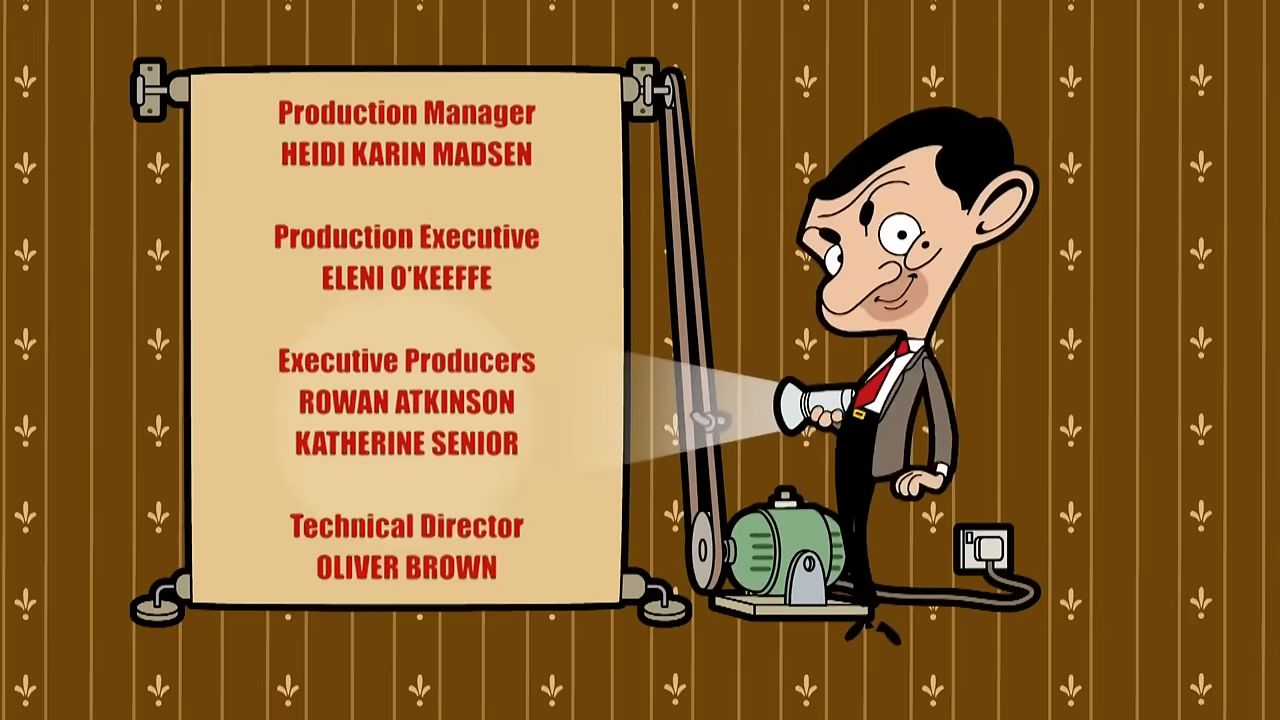 Production Manager
HEIDI KARIN MADSEN
Production Executive
ELENI O'KEEFFE
Executive Producers
ROWAN ATKINSON
KATHERINE SENIOR
Technical Director
OLIVER BROWN